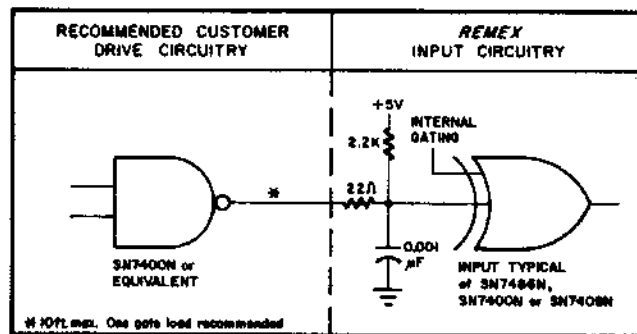 RECOMMENDED CUSTOMER
DRIVE CIRCUITRY
REMEX
INPUT CIRCUITRY
+5V
INTERNAL
GATING
2.2K
*
22Ω
0.001
μF
SN7400N or
EQUIVALENT
INPUT TYPICAL
of SN7486N,
SN7400N or SN7408N
* 10ft. max. One gate load recommended